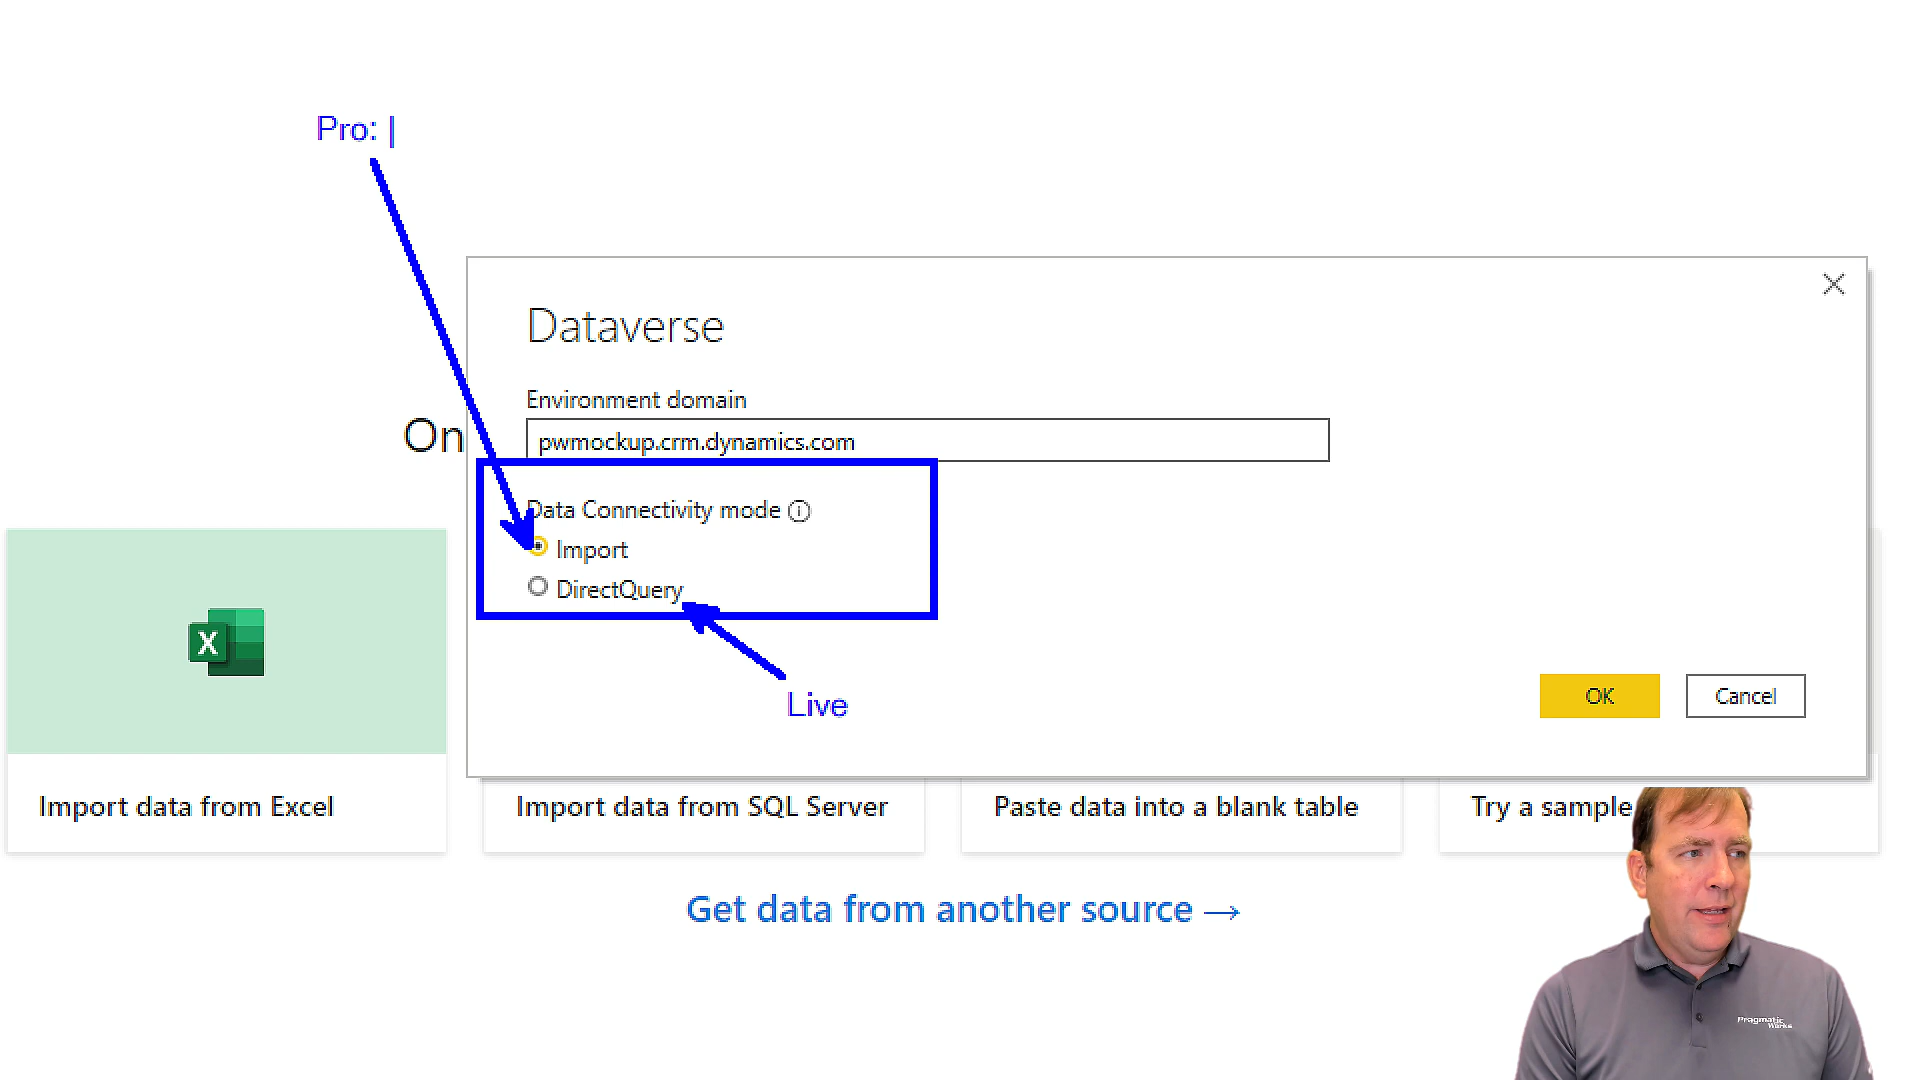 Pro: |
Dataverse
Environment domain
On
pwmockup.crm.dynamics.com
Data Connectivity mode
Import
DirectQuery
Live
OK
Cancel
X
Import data from Excel
Import data from SQL Server
Paste data into a blank table
Try a sample
Get data from another source →
Pragmatic
Works